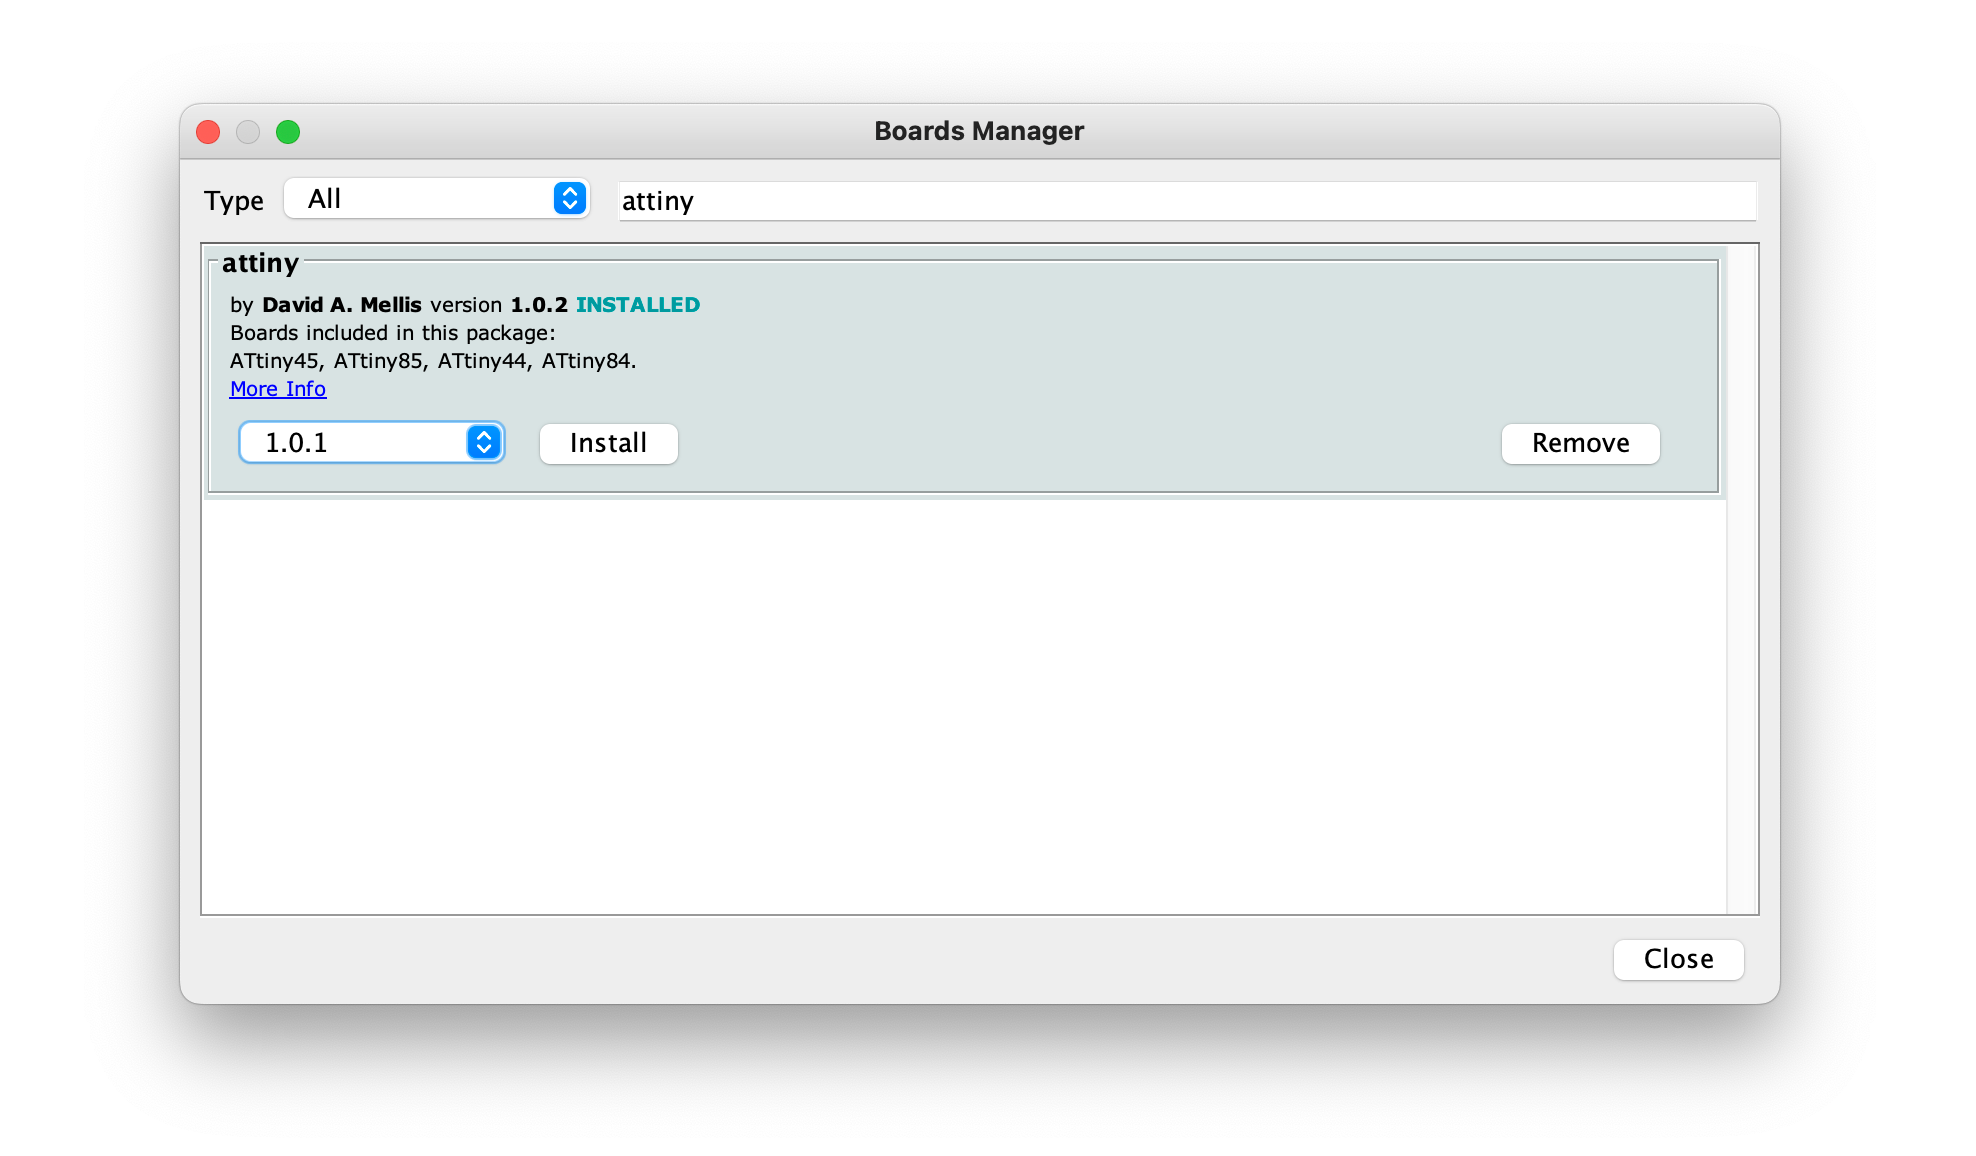 Boards Manager
Type All attiny
attiny
by David A. Mellis version 1.0.2 INSTALLED
Boards included in this package:
ATtiny45, ATtiny85, ATtiny44, ATtiny84.
More Info
1.0.1 Install Remove
Close